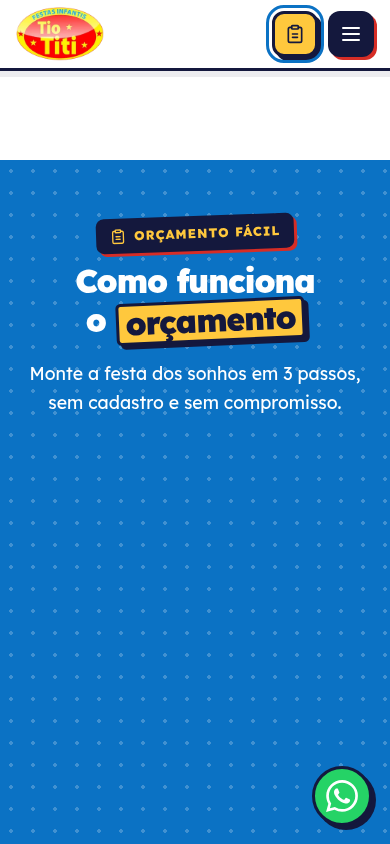 FESTAS INFANTIS
Tio
Titi
ORÇAMENTO FÁCIL
Como funciona
o orçamento
Monte a festa dos sonhos em 3 passos,
sem cadastro e sem compromisso.